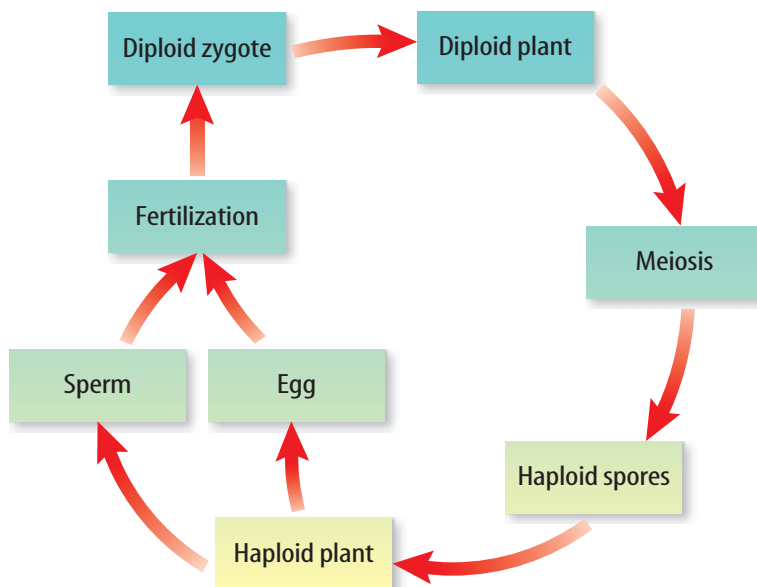 Diploid zygote
Diploid plant
Fertilization
Meiosis
Sperm
Egg
Haploid spores
Haploid plant